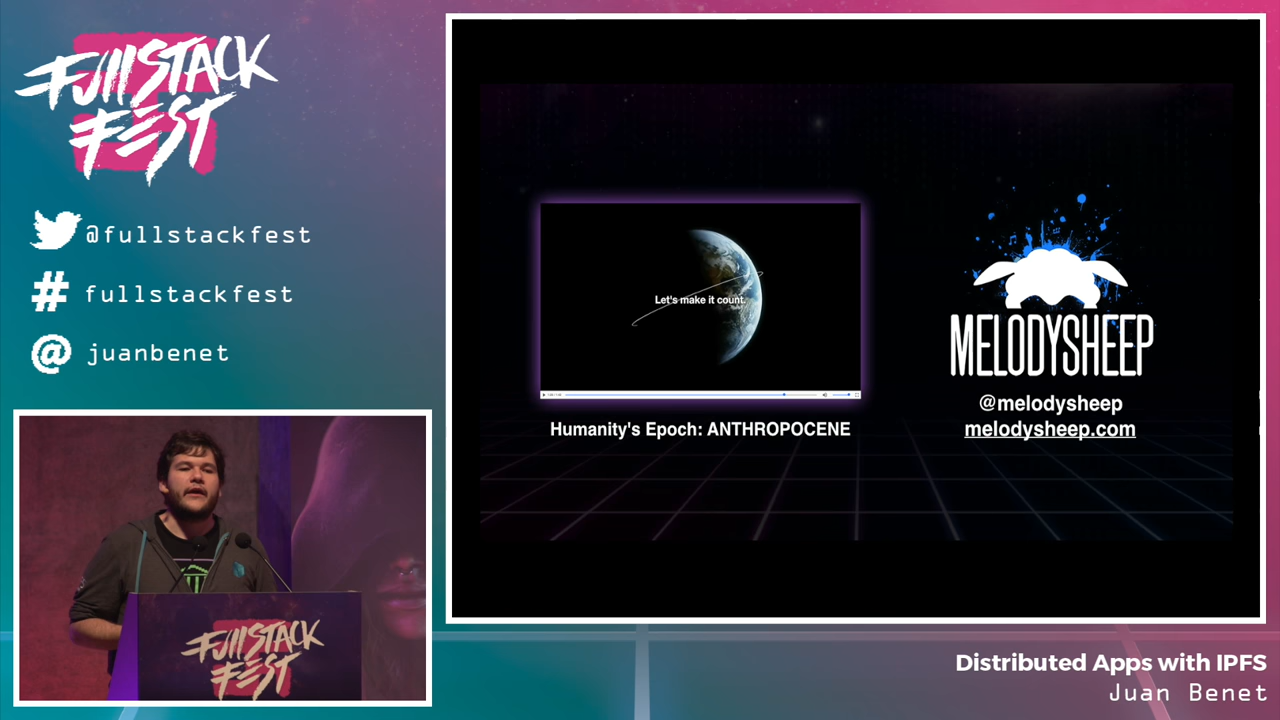 FullSTACK
FEST
@fullstackfest
# fullstackfest
@ juanbenet
FullSTACK
FEST
Let's make it count.
Humanity's Epoch: ANTHROPOCENE
MELODYSHEEP
@melodysheep
melodysheep.com
Distributed Apps with IPFS
Juan Benet